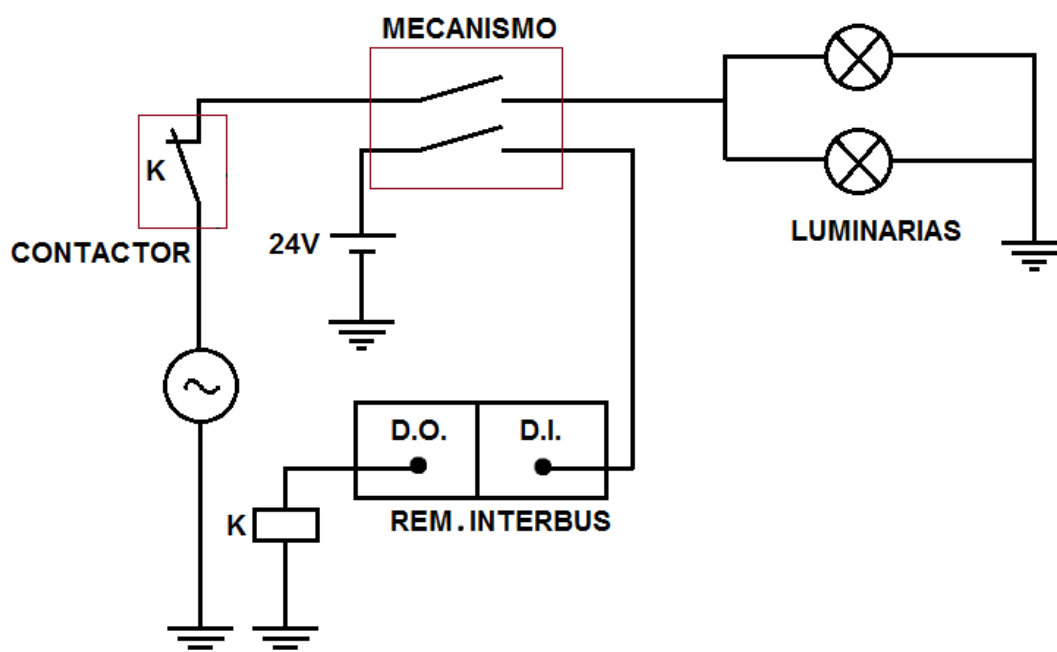 MECANISMO
K
CONTACTOR
24V
LUMINARIAS
D.O.
D.I.
REM. INTERBUS
K